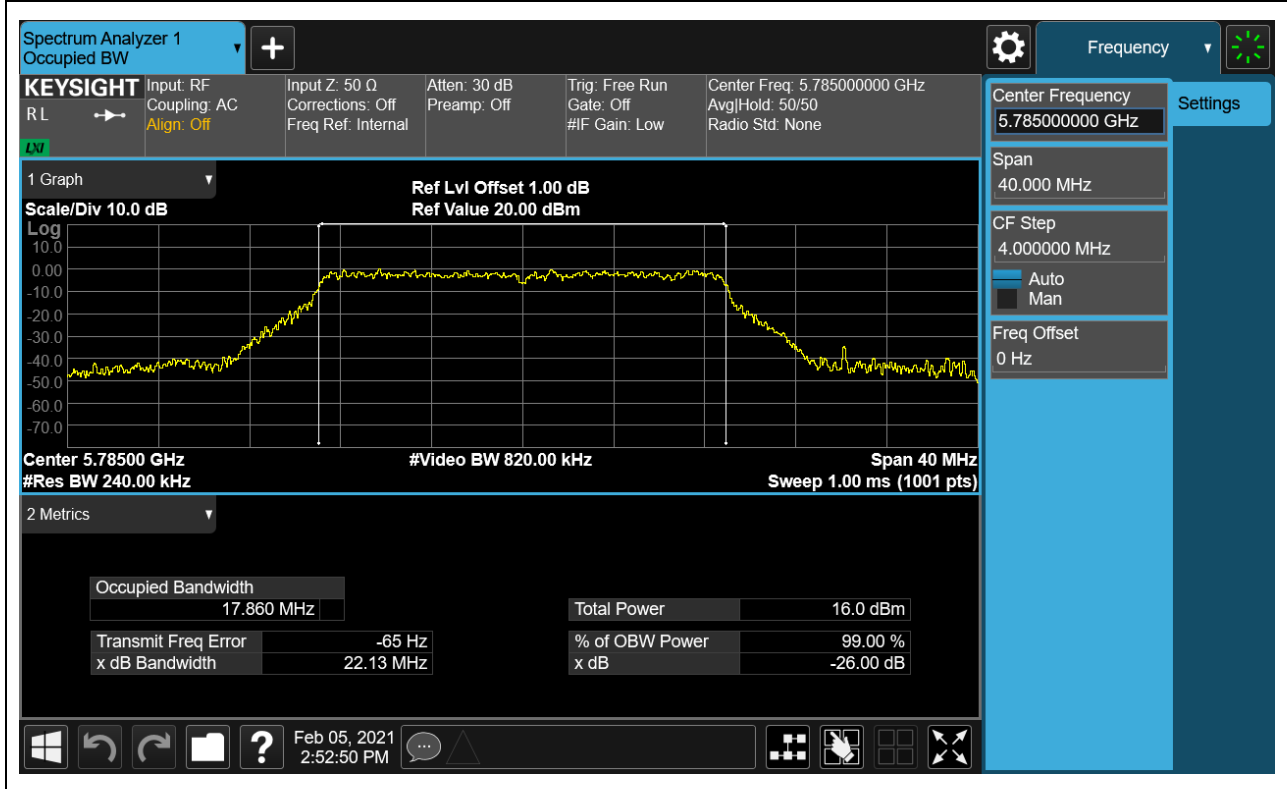 Spectrum Analyzer 1
Occupied BW
Frequency
KEYSIGHT
R L
LXI
Input: RF
Coupling: AC
Align: Off
Input Z: 50 Ω
Corrections: Off
Freq Ref: Internal
Atten: 30 dB
Preamp: Off
Trig: Free Run
Gate: Off
#IF Gain: Low
Center Freq: 5.785000000 GHz
Avg|Hold: 50/50
Radio Std: None
Center Frequency
5.785000000 GHz
Settings
Span
40.000 MHz
CF Step
4.000000 MHz
Auto
Man
Freq Offset
0 Hz
1 Graph
Scale/Div 10.0 dB
Ref Lvl Offset 1.00 dB
Ref Value 20.00 dBm
Log
10.0
0.00
-10.0
-20.0
-30.0
-40.0
-50.0
-60.0
-70.0
Center 5.78500 GHz
#Video BW 820.00 kHz
Span 40 MHz
#Res BW 240.00 kHz
Sweep 1.00 ms (1001 pts)
2 Metrics
Occupied Bandwidth
17.860 MHz
Total Power 16.0 dBm
Transmit Freq Error -65 Hz
% of OBW Power 99.00 %
x dB Bandwidth 22.13 MHz
x dB -26.00 dB
?
Feb 05, 2021
2:52:50 PM